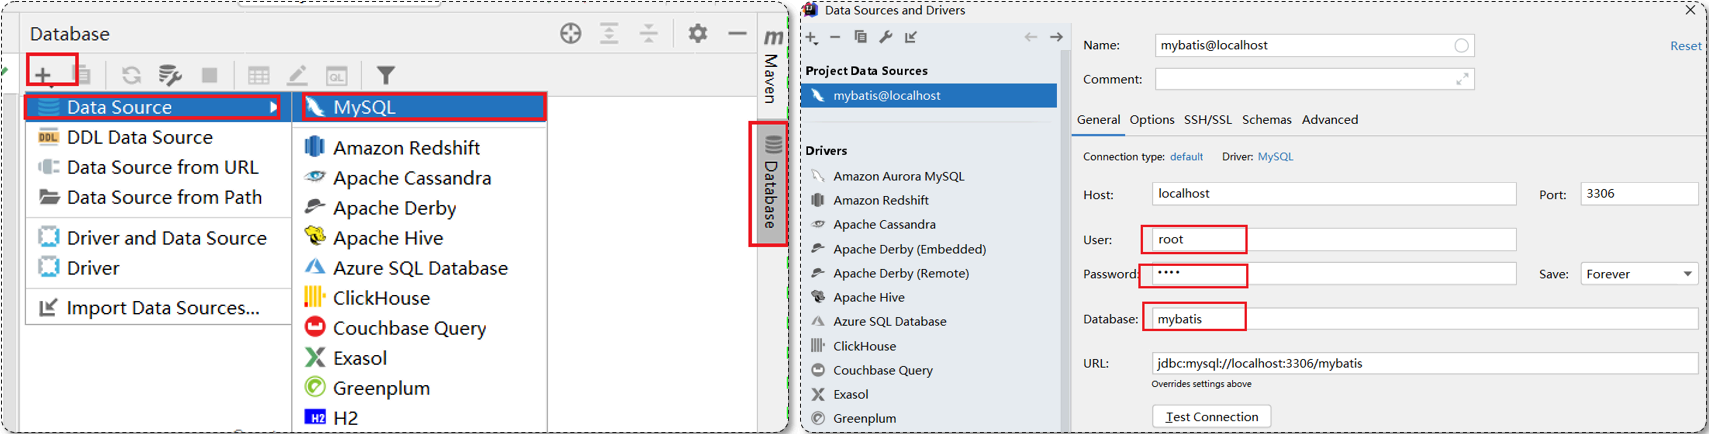 Database
Maven
Database
QL
Data Source
DDL Data Source
DDL
Data Source from URL
Data Source from Path
Driver and Data Source
Driver
Import Data Sources...
MySQL
Amazon Redshift
Apache Cassandra
Apache Derby
Apache Hive
Azure SQL Database
ClickHouse
Couchbase Query
Exasol
Greenplum
H2
H2
Data Sources and Drivers
Project Data Sources
mybatis@localhost
Drivers
Amazon Aurora MySQL
Amazon Redshift
Apache Cassandra
Apache Derby (Embedded)
Apache Derby (Remote)
Apache Hive
Azure SQL Database
ClickHouse
Couchbase Query
Exasol
Greenplum
Name: mybatis@localhost
Reset
Comment:
General Options SSH/SSL Schemas Advanced
Connection type: default Driver: MySQL
Host: localhost Port: 3306
User: root
Password: •••• Save: Forever
Database: mybatis
URL: jdbc:mysql://localhost:3306/mybatis
Overrides settings above
Test Connection